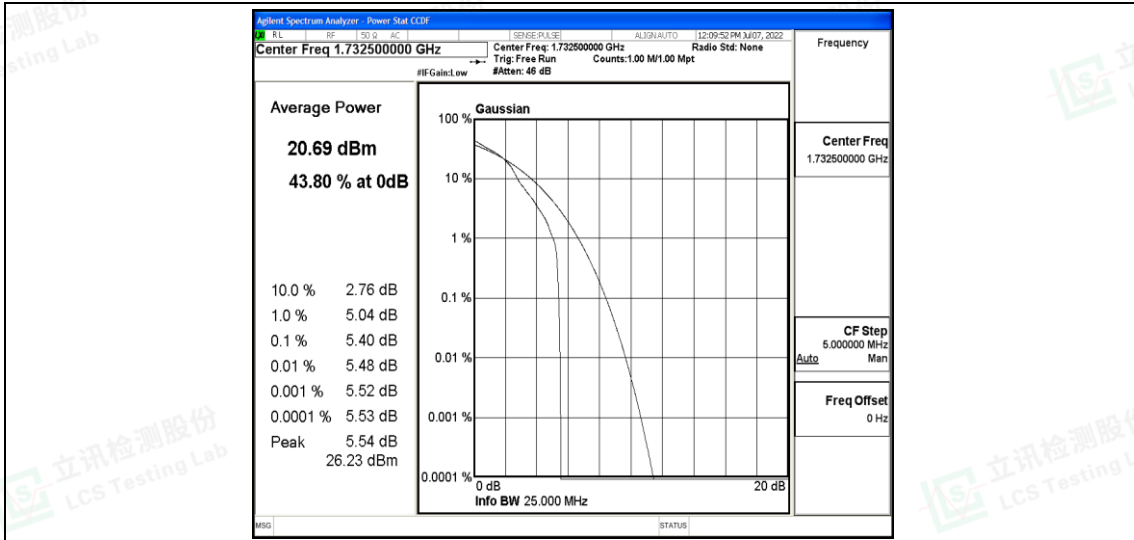 Agilent Spectrum Analyzer - Power Stat CCDF
RL RF 50 Ω AC SENSE:PULSE ALIGNAUTO 12:09:52 PM Jul 07, 2022
Center Freq 1.732500000 GHz
Center Freq: 1.732500000 GHz Radio Std: None
Trig: Free Run Counts:1.00 M/1.00 Mpt
#IFGain:Low #Atten: 46 dB
Frequency
Average Power
20.69 dBm
43.80 % at 0dB
10.0 % 2.76 dB
1.0 % 5.04 dB
0.1 % 5.40 dB
0.01 % 5.48 dB
0.001 % 5.52 dB
0.0001 % 5.53 dB
Peak 5.54 dB
26.23 dBm
Gaussian
100 %
10 %
1 %
0.1 %
0.01 %
0.001 %
0.0001 %
0 dB 20 dB
Info BW 25.000 MHz
Center Freq
1.732500000 GHz
CF Step
5.000000 MHz
Auto Man
Freq Offset
0 Hz
MSG STATUS
立讯检测股份
LCS Testing Lab
立讯检测股份
LCS Testing L